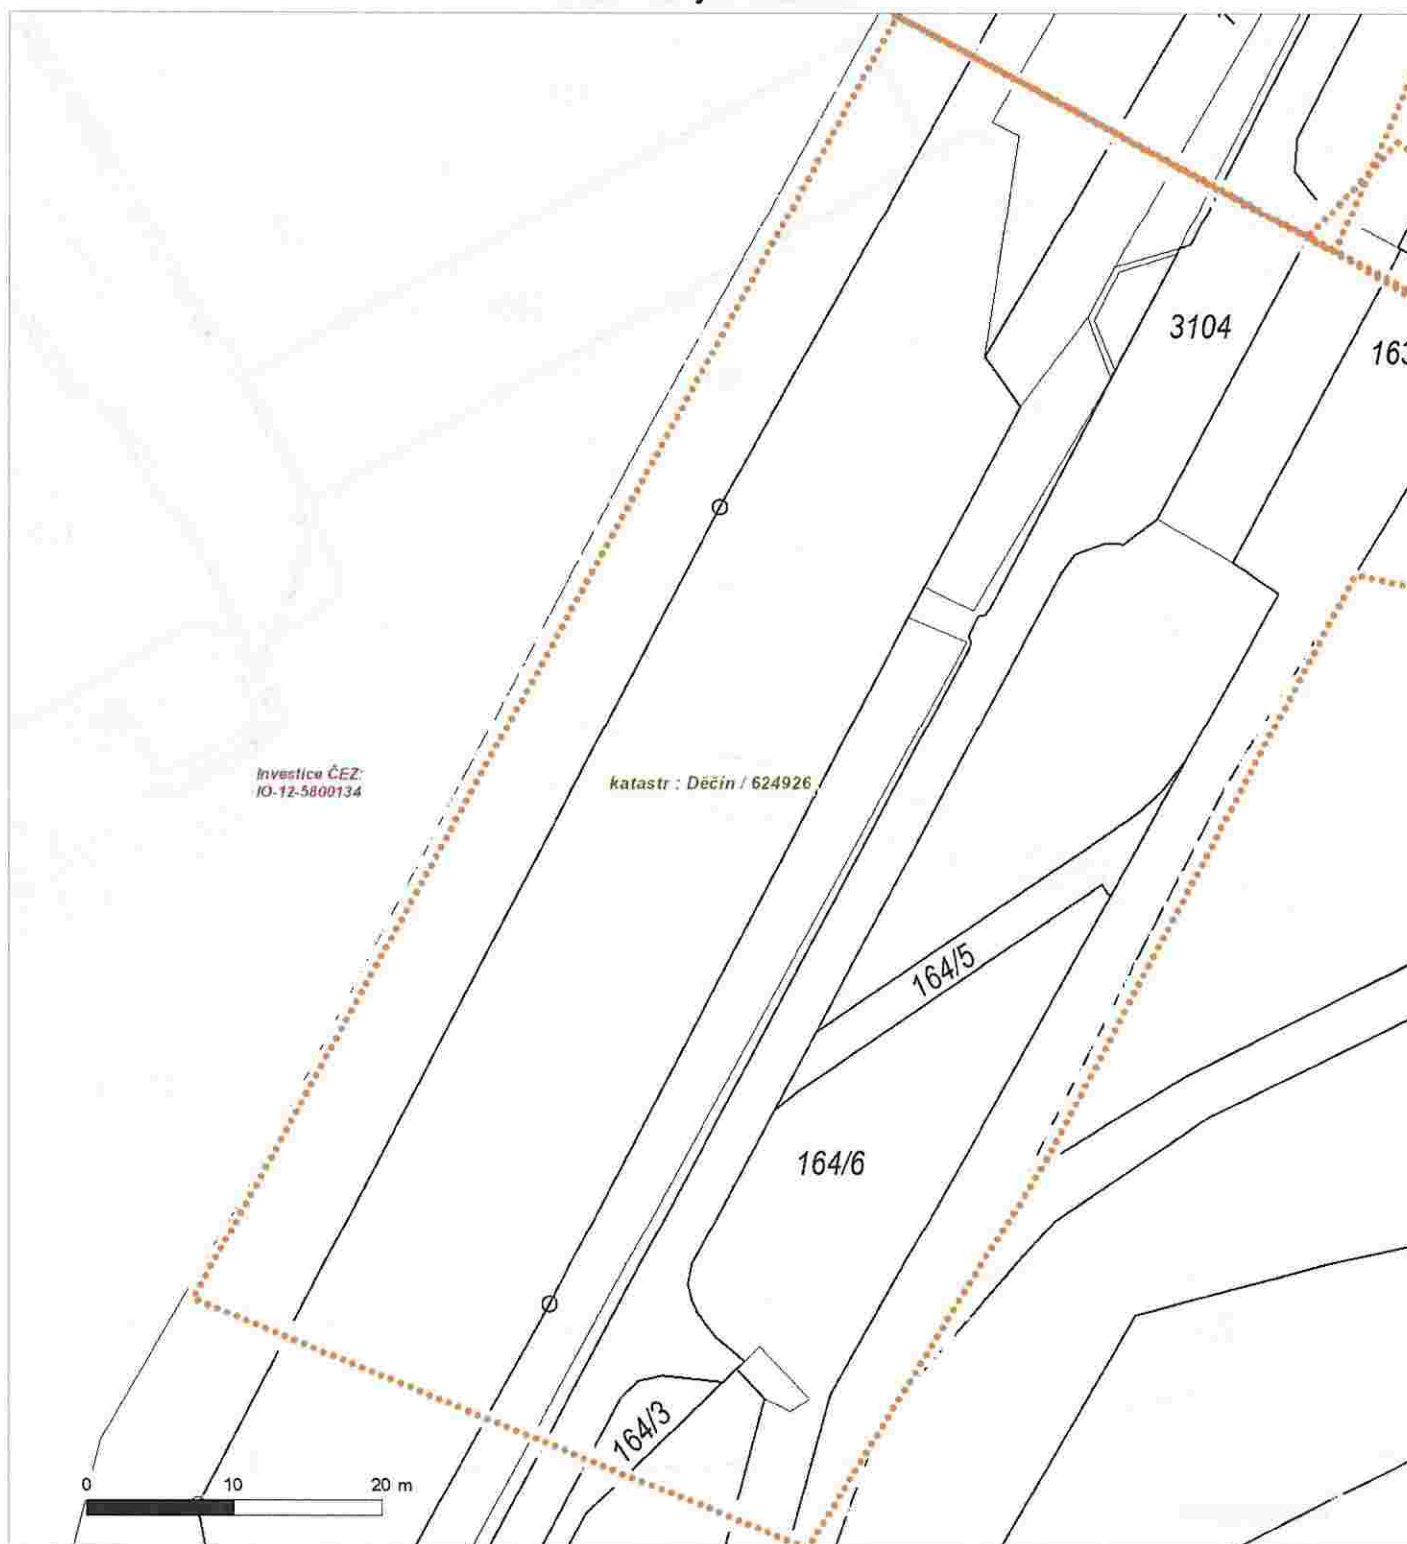 3104
163
Investice ČEZ:
IO-12-5800134
katastr : Děčín / 624926
164/5
164/6
164/3
0 10 20 m